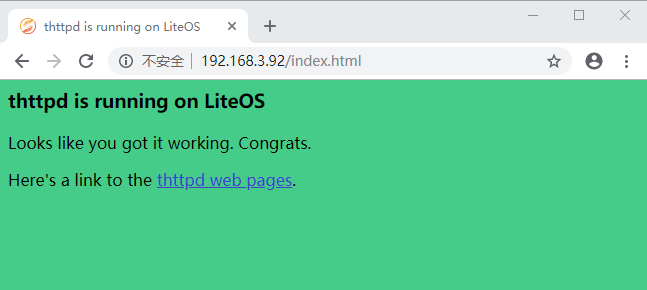 thttpd is running on LiteOS
不安全 192.168.3.92/index.html
thttpd is running on LiteOS
Looks like you got it working. Congrats.
Here's a link to the thttpd web pages.